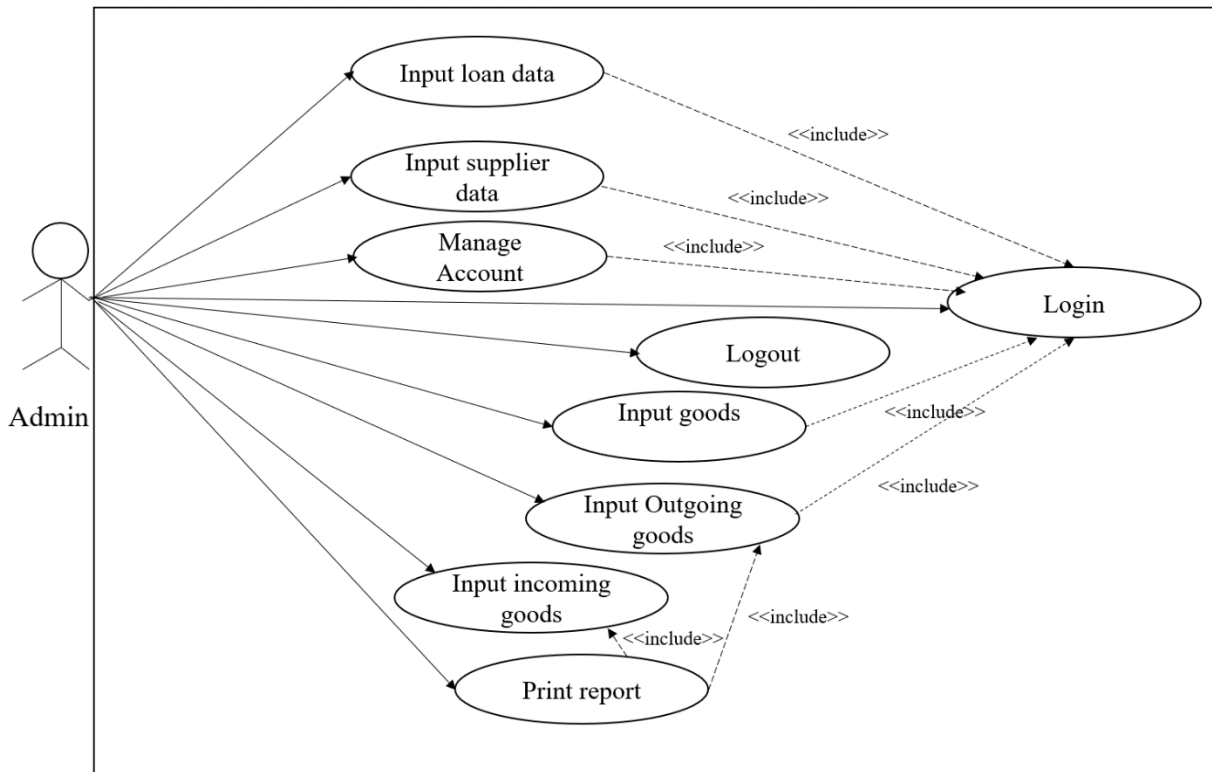 Input loan data
<<include>>
Input supplier
data
<<include>>
Manage
Account
<<include>>
Login
Logout
Admin
Input goods
<<include>>
Input Outgoing
goods
<<include>>
Input incoming
goods
<<include>>
<<include>>
Print report